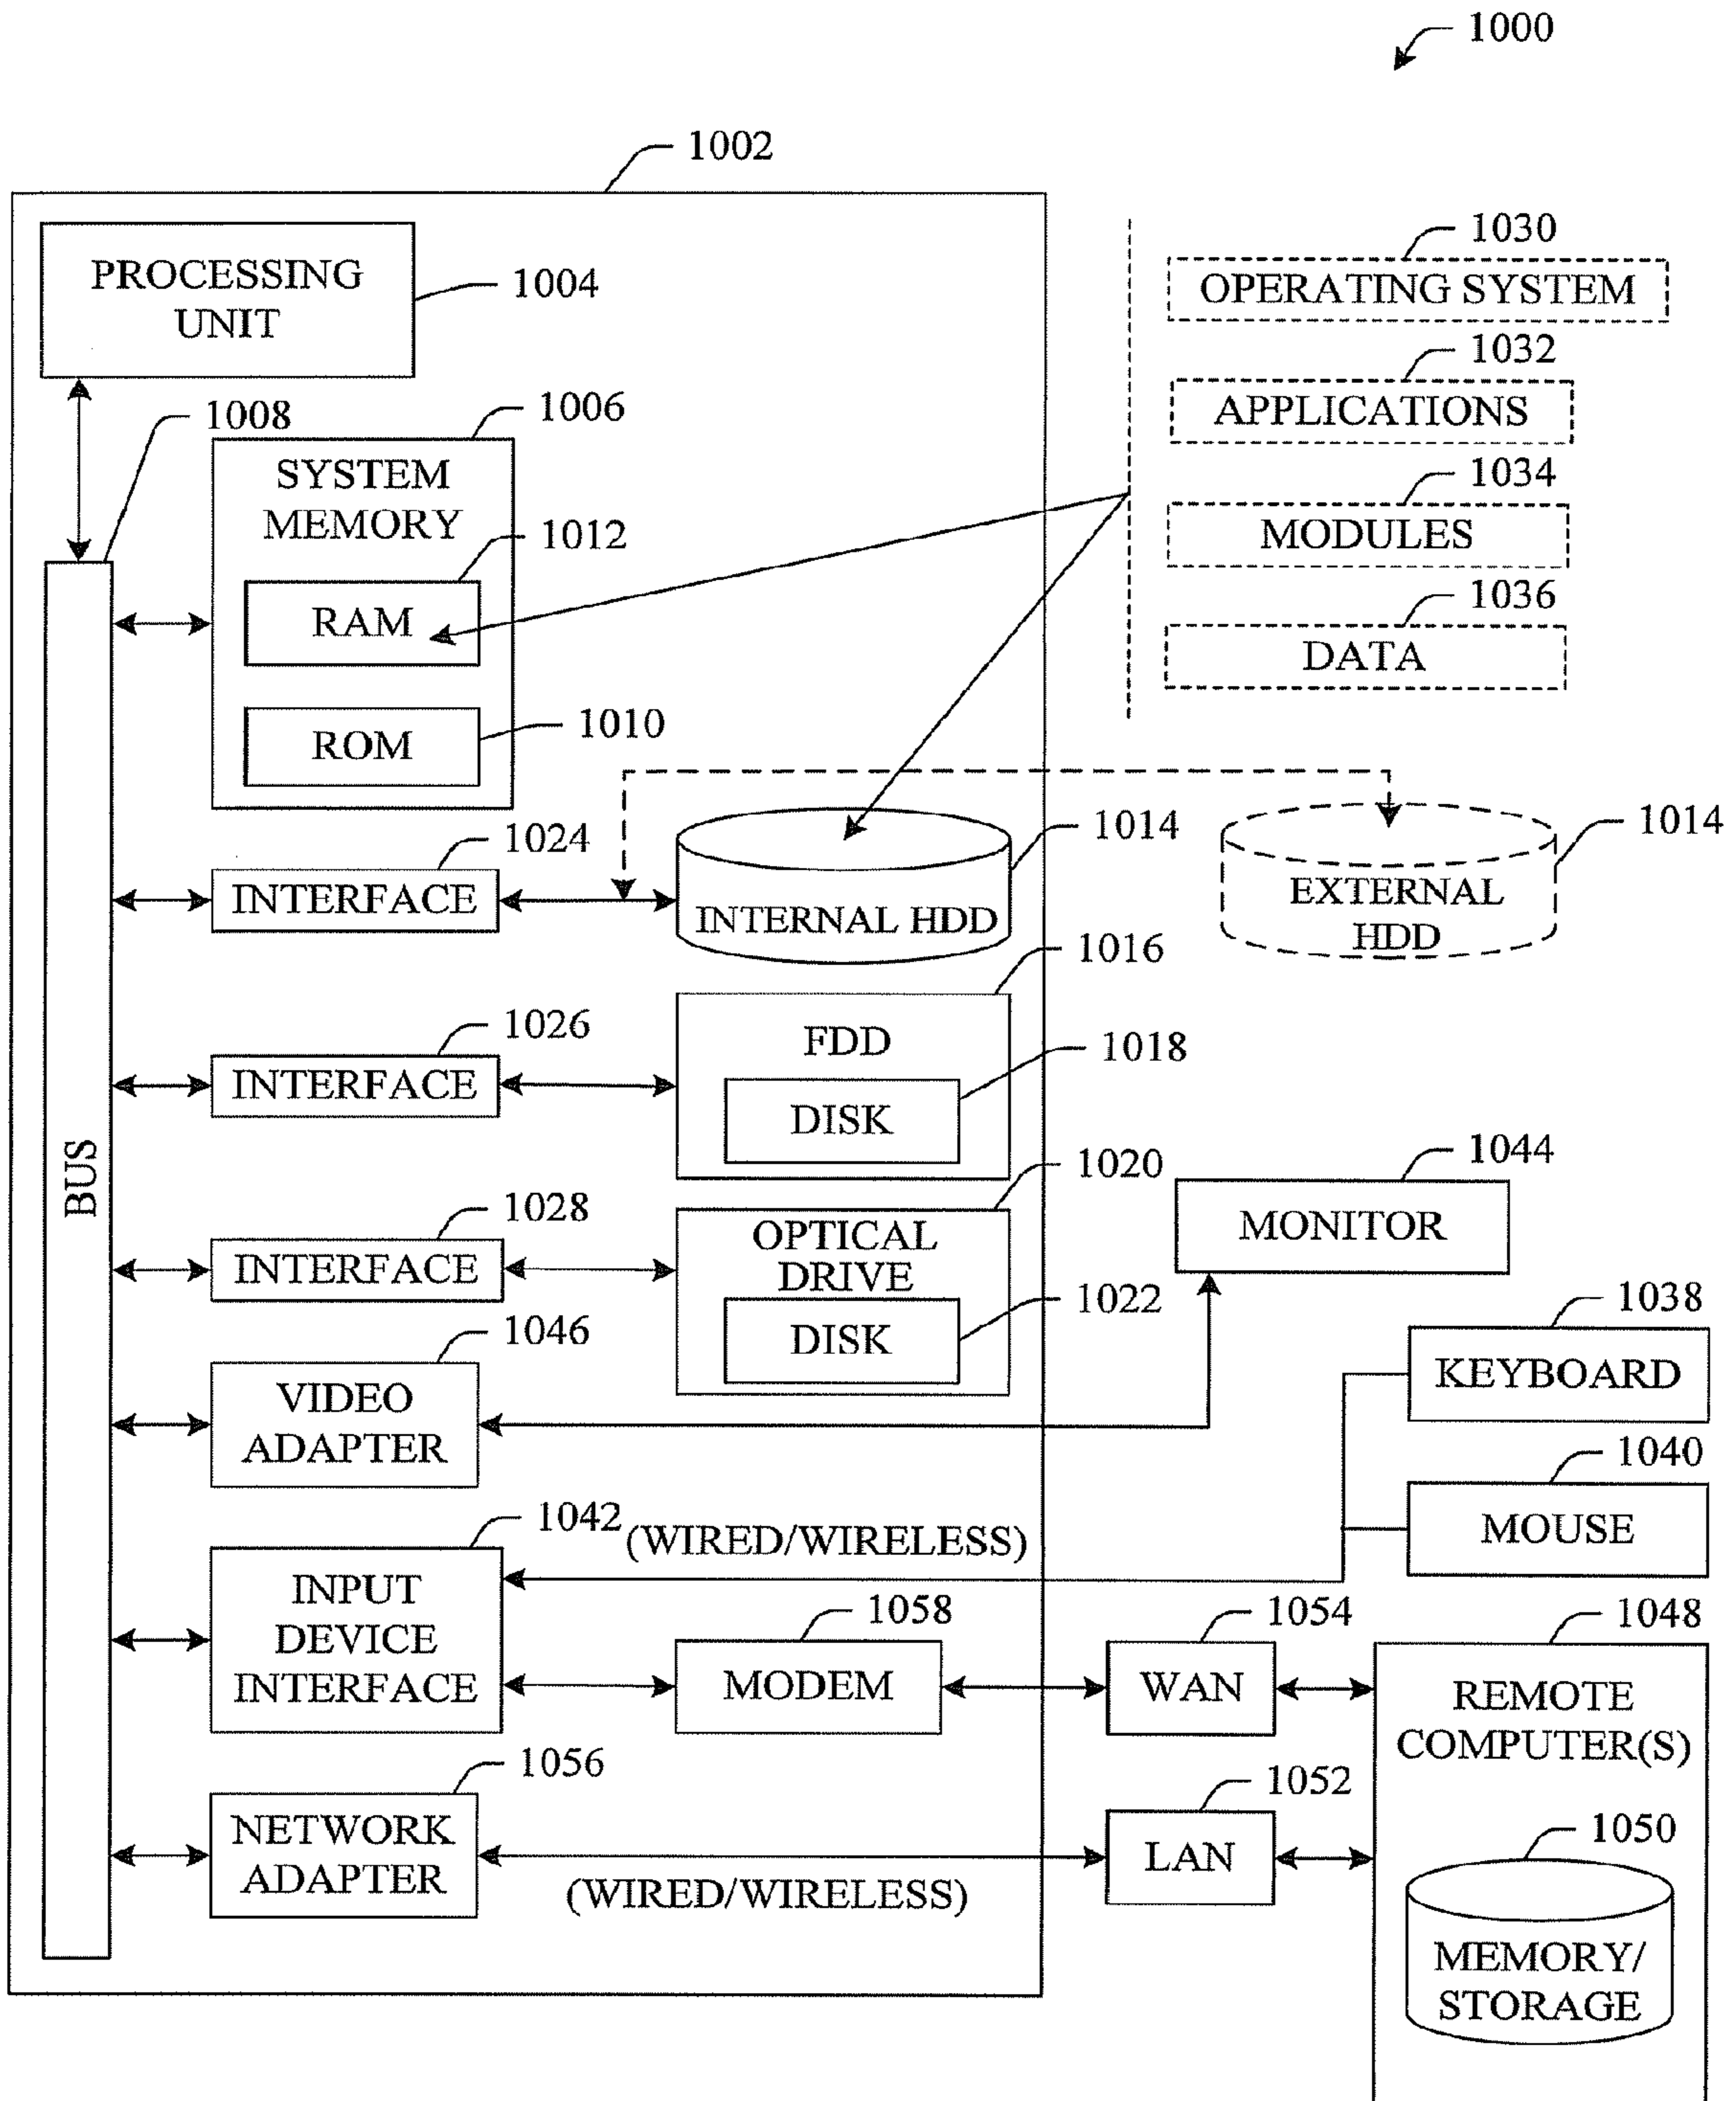 1000
1002
PROCESSING
UNIT
1004
1008
1006
SYSTEM
MEMORY
1012
RAM
1010
ROM
1030
OPERATING SYSTEM
1032
APPLICATIONS
1034
MODULES
1036
DATA
1024
INTERFACE
1014
INTERNAL HDD
1014
EXTERNAL
HDD
1026
INTERFACE
1016
FDD
1018
DISK
BUS
1028
INTERFACE
1020
OPTICAL
DRIVE
1022
DISK
1044
MONITOR
1046
VIDEO
ADAPTER
1038
KEYBOARD
1040
MOUSE
1042
(WIRED/WIRELESS)
INPUT
DEVICE
INTERFACE
1058
MODEM
1054
WAN
1048
REMOTE
COMPUTER(S)
1056
NETWORK
ADAPTER
(WIRED/WIRELESS)
1052
LAN
1050
MEMORY/
STORAGE